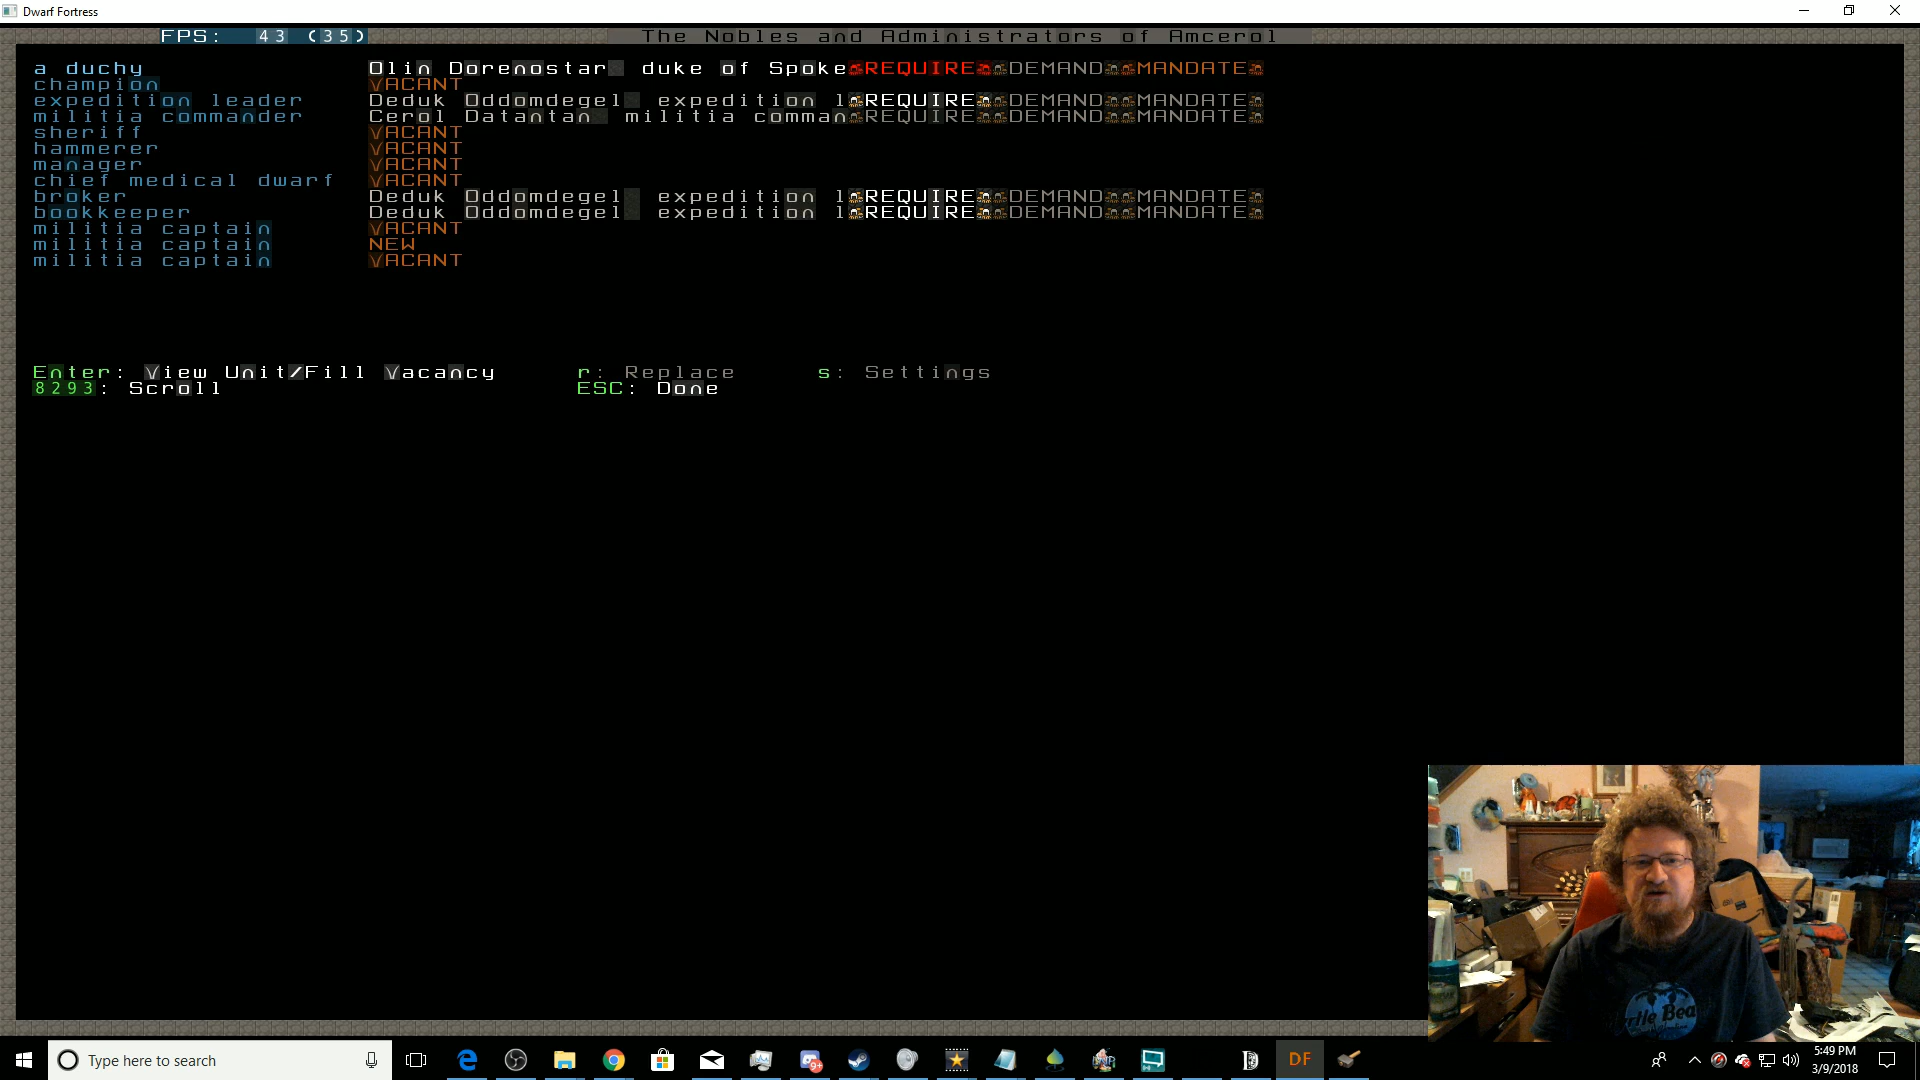 Dwarf Fortress
FPS: 43 (35)
The Nobles and Administrators of Amcerol
a duchy Olin Dorenostar duke of Spoke REQUIRE DEMAND MANDATE
champion VACANT
expedition leader Deduk Oddomdegel expedition l REQUIRE DEMAND MANDATE
militia commander Cerol Datantan militia comman REQUIRE DEMAND MANDATE
sheriff VACANT
hammerer VACANT
manager VACANT
chief medical dwarf VACANT
broker Deduk Oddomdegel expedition l REQUIRE DEMAND MANDATE
bookkeeper Deduk Oddomdegel expedition l REQUIRE DEMAND MANDATE
militia captain VACANT
militia captain NEW
militia captain VACANT
Enter: View Unit/Fill Vacancy r: Replace s: Settings
8293: Scroll ESC: Done
Type here to search
9+
DF
5:49 PM
3/9/2018